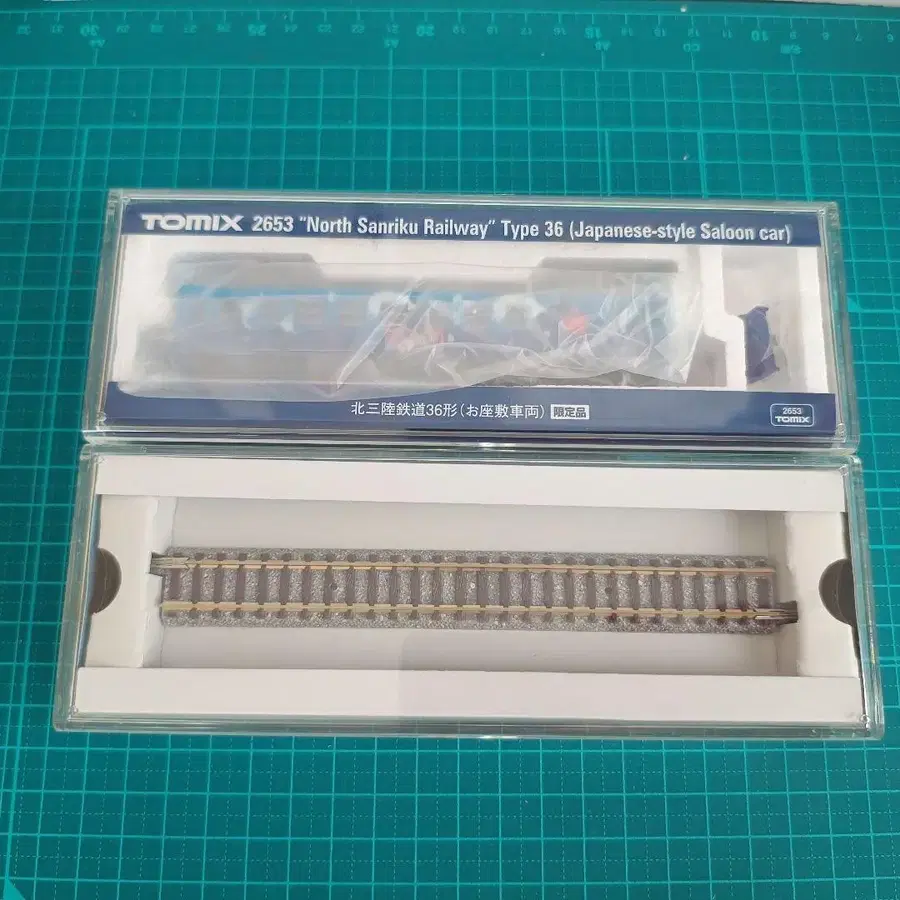 TOMIX 2653 "North Sanriku Railway" Type 36 (Japanese-style Saloon car)
北三陸鉄道36形(お座敷車両) 限定品
2653
TOMIX